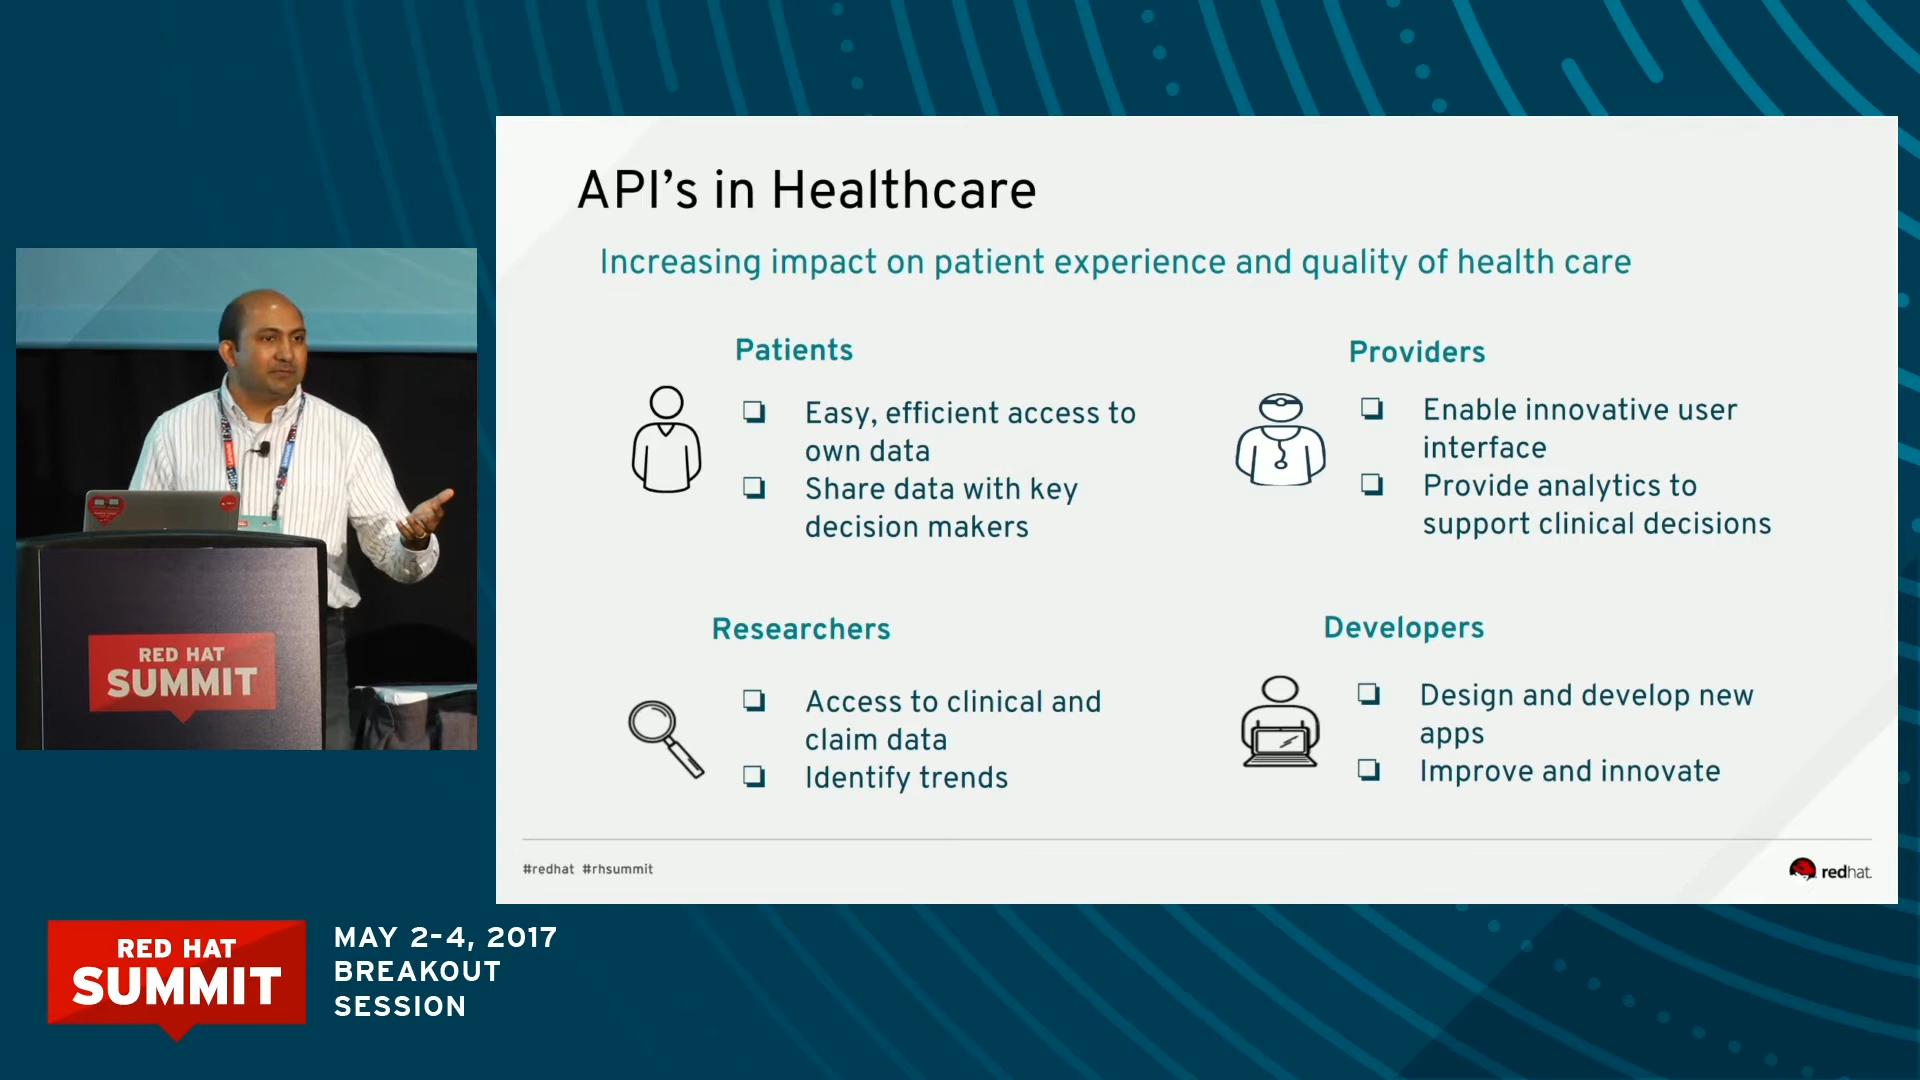 API's in Healthcare
Increasing impact on patient experience and quality of health care
Patients
❏ Easy, efficient access to
own data
❏ Share data with key
decision makers
Providers
❏ Enable innovative user
interface
❏ Provide analytics to
support clinical decisions
Researchers
❏ Access to clinical and
claim data
❏ Identify trends
Developers
❏ Design and develop new
apps
❏ Improve and innovate
#redhat #rhsummit
redhat.
RED HAT
SUMMIT
RED HAT
SUMMIT
MAY 2-4, 2017
BREAKOUT
SESSION